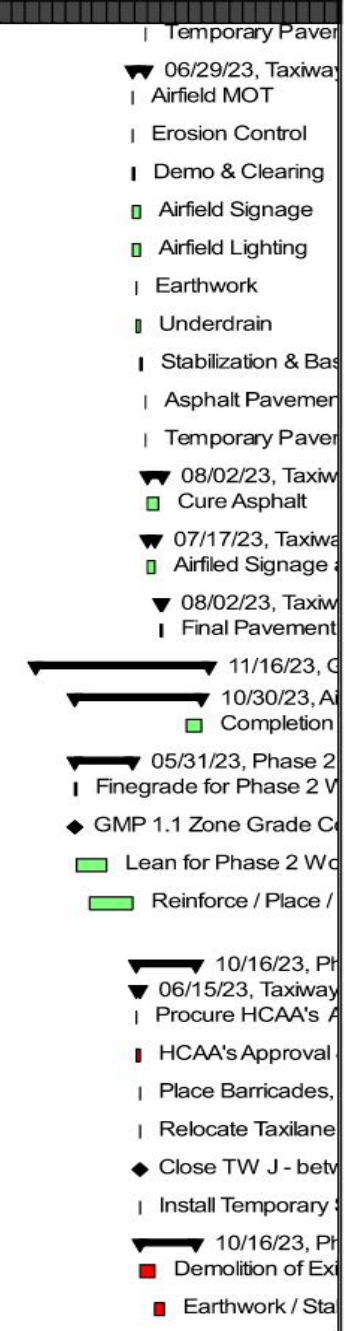 Temporary Paver
06/29/23, Taxiway
Airfield MOT
Erosion Control
Demo & Clearing
Airfield Signage
Airfield Lighting
Earthwork
Underdrain
Stabilization & Bas
Asphalt Pavemen
Temporary Paver
08/02/23, Taxiw
Cure Asphalt
07/17/23, Taxiwa
Airfiled Signage a
08/02/23, Taxiw
Final Pavement
11/16/23, G
10/30/23, Ai
Completion
05/31/23, Phase 2
Finegrade for Phase 2 W
GMP 1.1 Zone Grade Co
Lean for Phase 2 Wo
Reinforce / Place /
10/16/23, Ph
06/15/23, Taxiway
Procure HCAA's A
HCAA's Approval
Place Barricades,
Relocate Taxilane
Close TW J - betw
Install Temporary S
10/16/23, Ph
Demolition of Exi
Earthwork / Sta